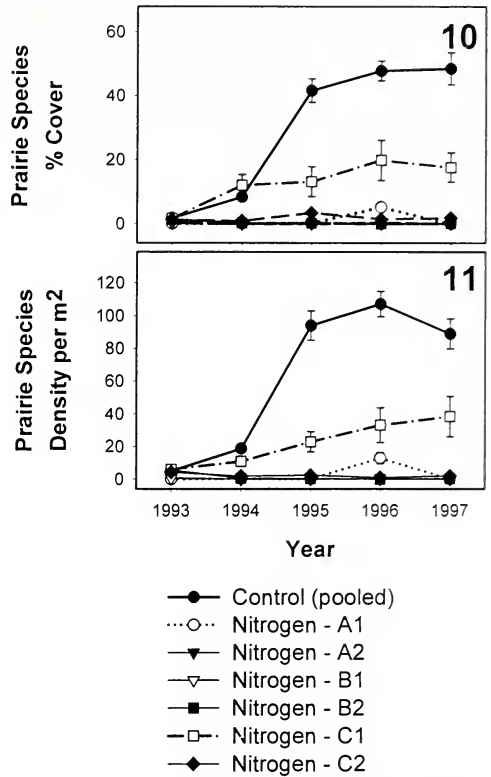 10
Prairie Species
% Cover
60
40
20
0
11
Prairie Species
Density per m2
120
100
80
60
40
20
0
1993 1994 1995 1996 1997
Year
Control (pooled)
Nitrogen - A1
Nitrogen - A2
Nitrogen - B1
Nitrogen - B2
Nitrogen - C1
Nitrogen - C2